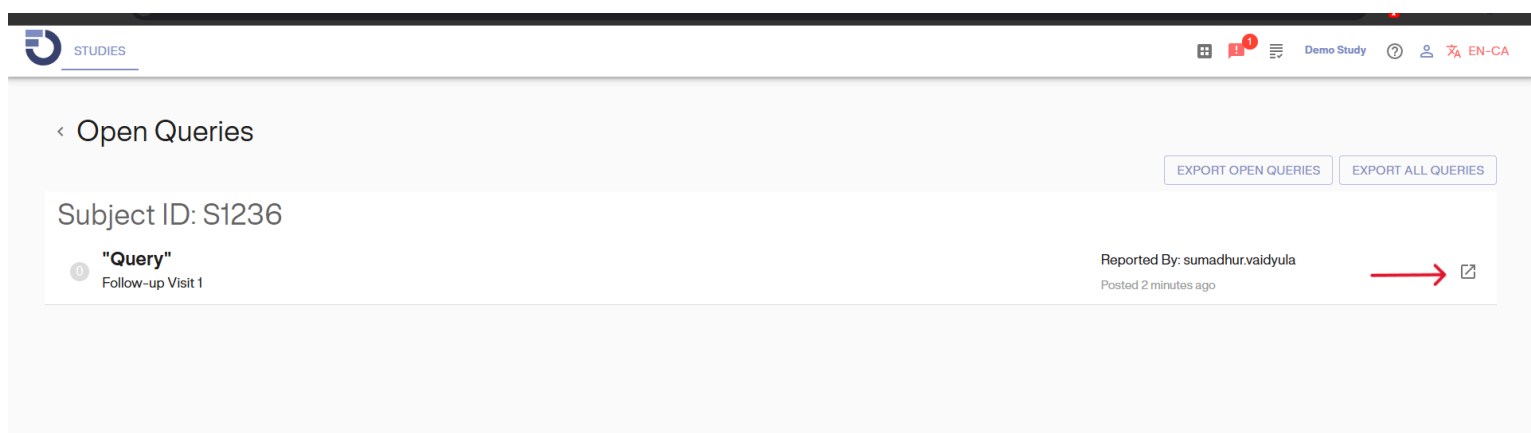 STUDIES
1
Demo Study
EN-CA
Open Queries
EXPORT OPEN QUERIES
EXPORT ALL QUERIES
Subject ID: S1236
0
"Query"
Follow-up Visit 1
Reported By: sumadhur.vaidyula
Posted 2 minutes ago